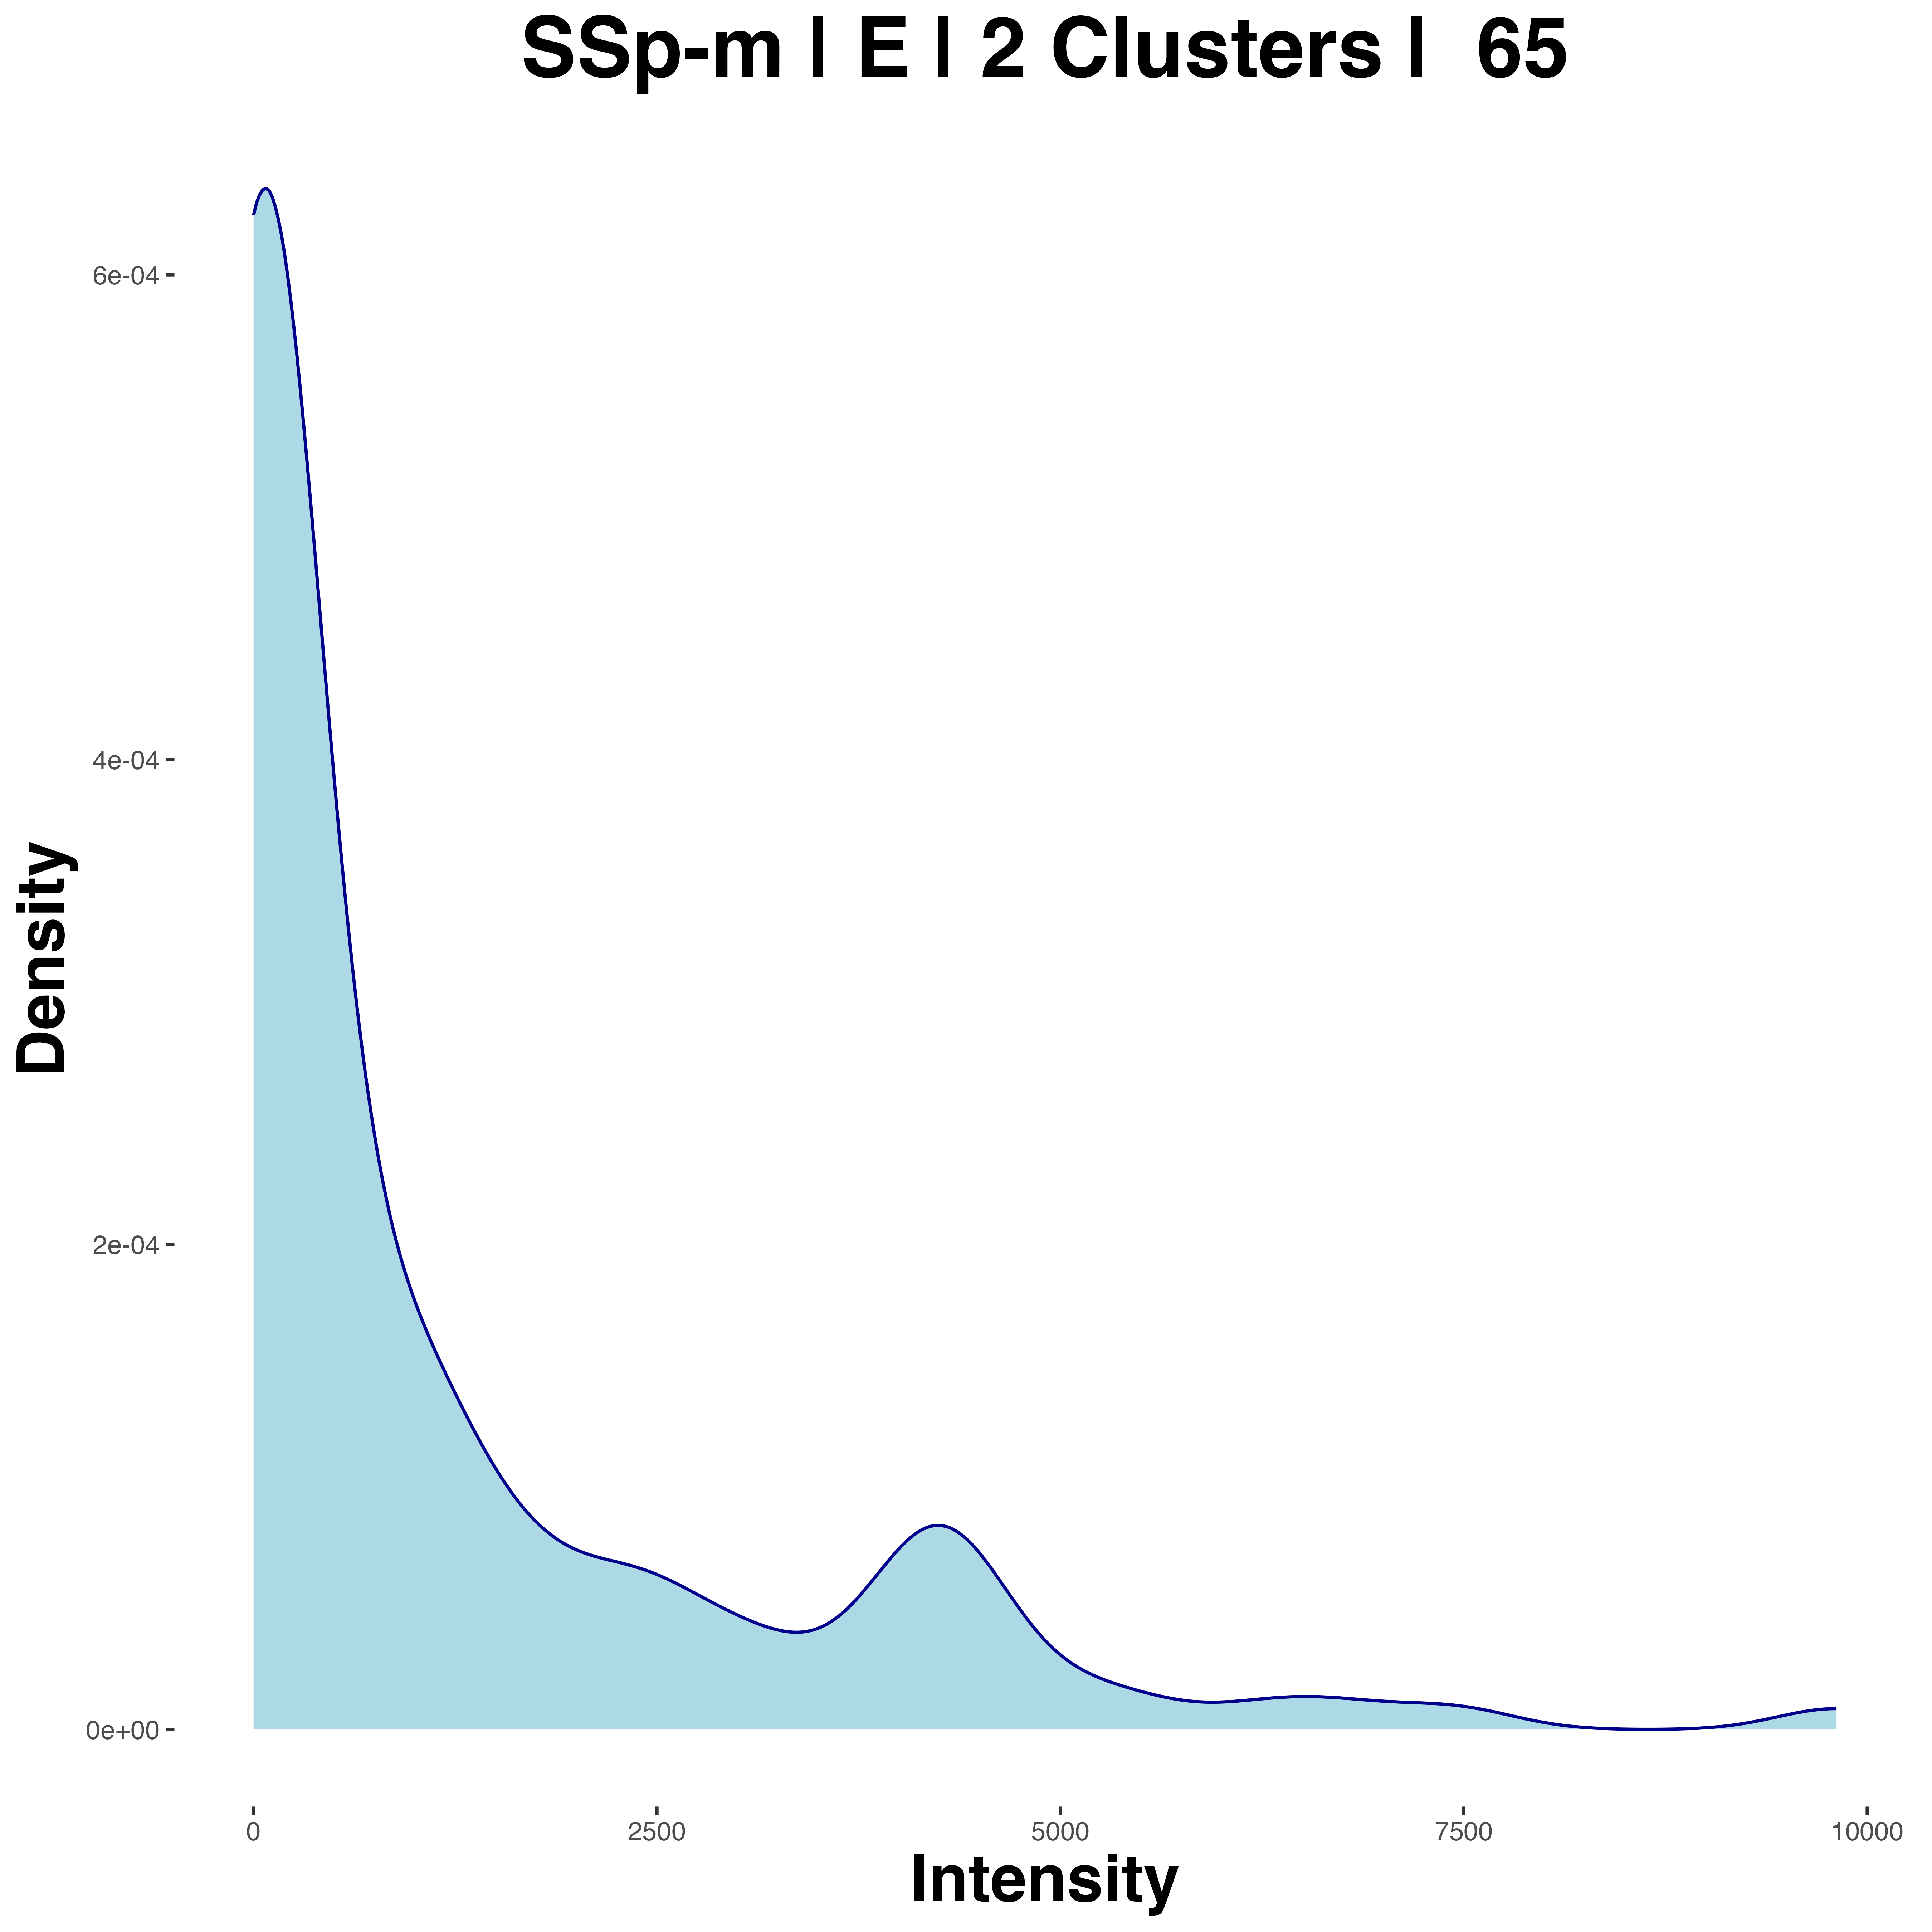 SSp-m | E | 2 Clusters | 65
6e-04
4e-04
2e-04
0e+00
Density
0
2500
5000
7500
10000
Intensity